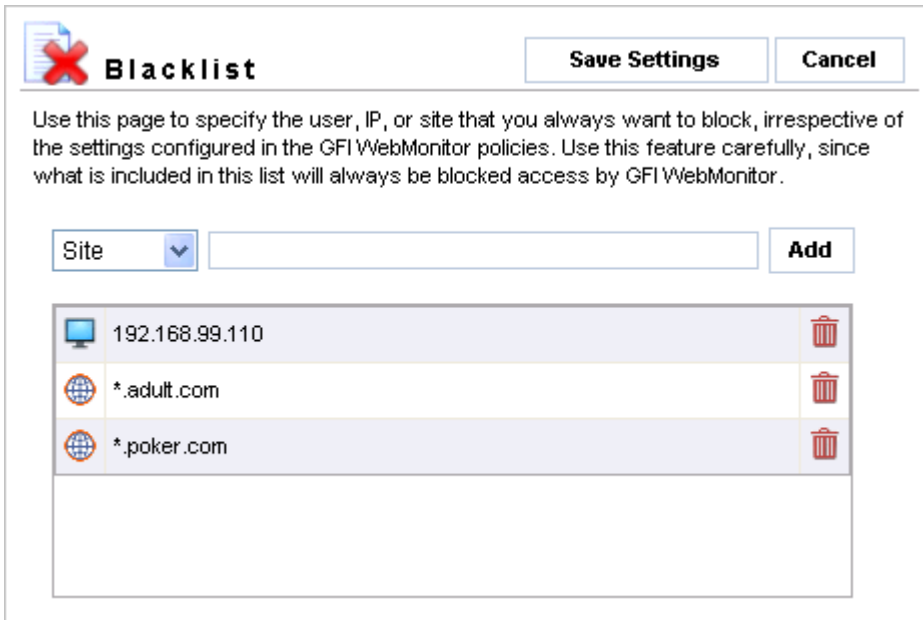 Blacklist
Save Settings
Cancel
Use this page to specify the user, IP, or site that you always want to block, irrespective of
the settings configured in the GFI WebMonitor policies. Use this feature carefully, since
what is included in this list will always be blocked access by GFI WebMonitor.
Site
Add
192.168.99.110
*.adult.com
*.poker.com